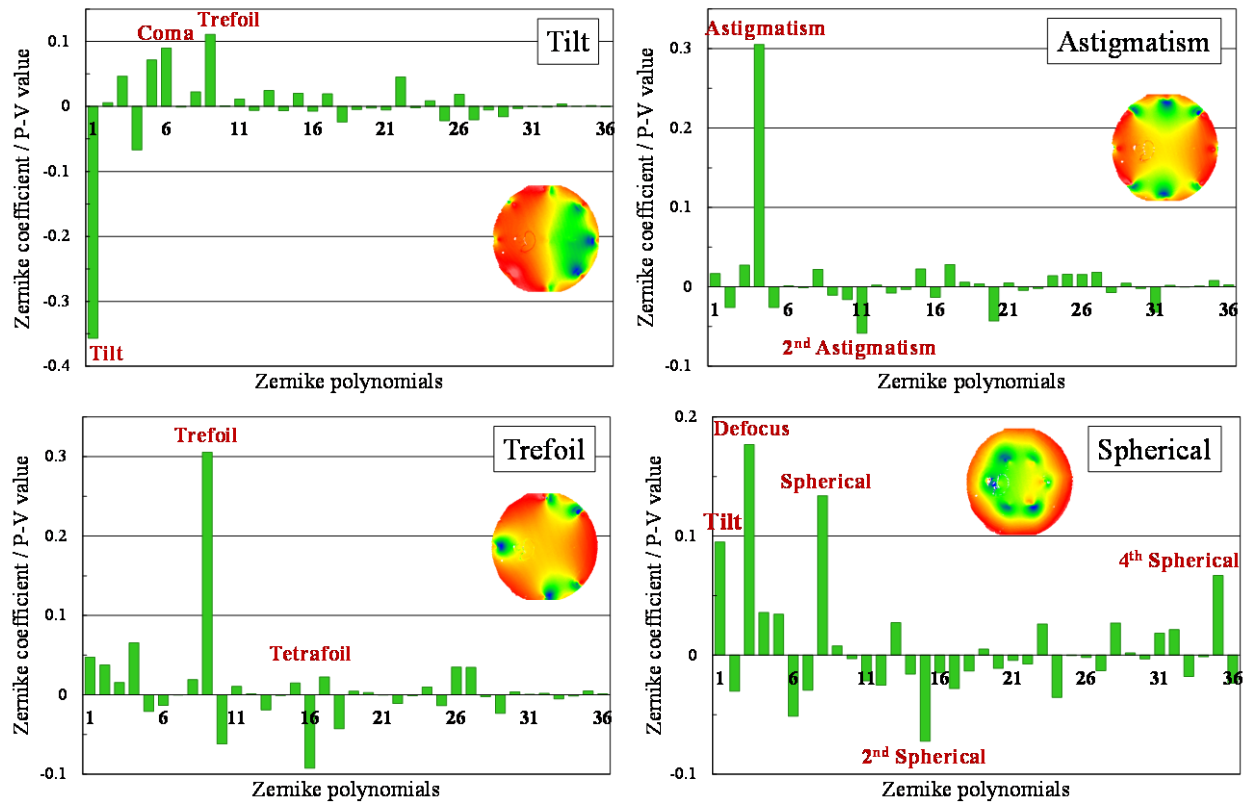 Tilt
Zernike coefficient / P-V value
0.1
0
-0.1
-0.2
-0.3
-0.4
Coma
Trefoil
Tilt
1 6 11 16 21 26 31 36
Zernike polynomials
Astigmatism
Zernike coefficient / P-V value
0.3
0.2
0.1
0
-0.1
Astigmatism
2nd Astigmatism
1 6 11 16 21 26 31 36
Zernike polynomials
Trefoil
Zernike coefficient / P-V value
0.3
0.2
0.1
0
-0.1
Trefoil
Tetrafoil
1 6 11 16 21 26 31 36
Zernike polynomials
Spherical
Zernike coefficient / P-V value
0.2
0.1
0
-0.1
Defocus
Spherical
Tilt
4th Spherical
2nd Spherical
1 6 11 16 21 26 31 36
Zernike polynomials